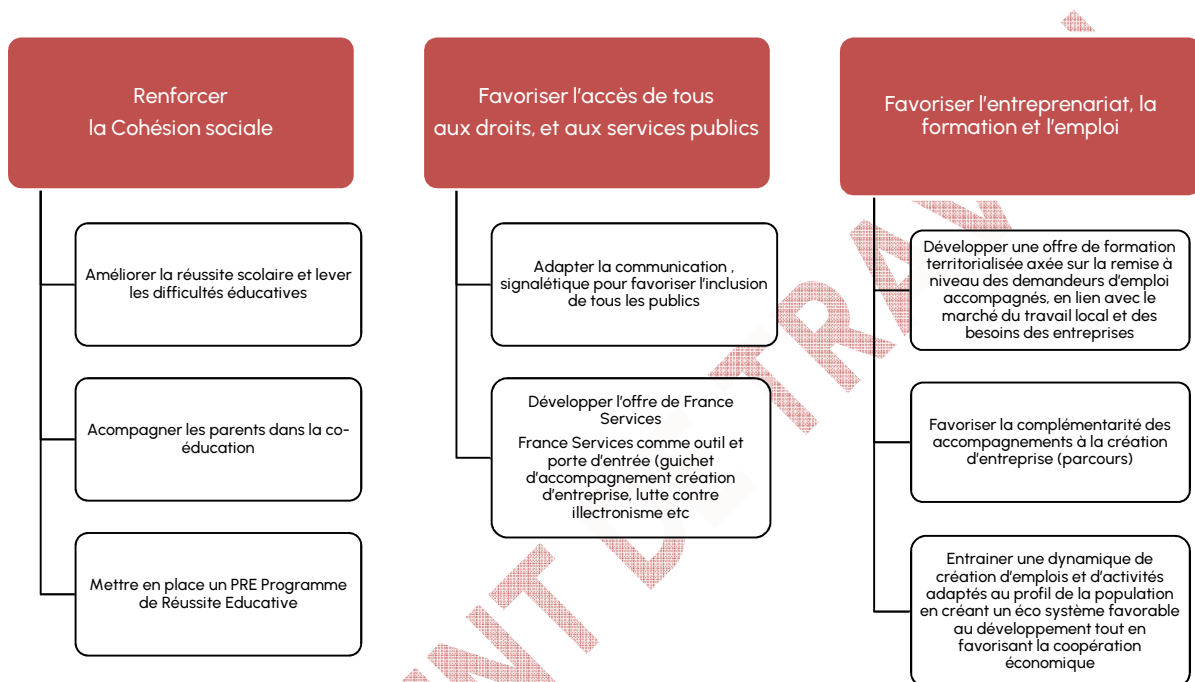 Renforcer
la Cohésion sociale
Améliorer la réussite scolaire et lever
les difficultés éducatives
Acompagner les parents dans la co-
éducation
Mettre en place un PRE Programme
de Réussite Educative
Favoriser l'accès de tous
aux droits, et aux services publics
Adapter la communication ,
signalétique pour favoriser l'inclusion
de tous les publics
Développer l'offre de France
Services
France Services comme outil et
porte d'entrée (guichet
d'accompagnement création
d'entreprise, lutte contre
illectronisme etc
Favoriser l'entreprenariat, la
formation et l'emploi
Développer une offre de formation
territorialisée axée sur la remise à
niveau des demandeurs d'emploi
accompagnés, en lien avec le
marché du travail local et des
besoins des entreprises
Favoriser la complémentarité des
accompagnements à la création
d'entreprise (parcours)
Entrainer une dynamique de
création d'emplois et d'activités
adaptés au profil de la population
en créant un éco système favorable
au développement tout en
favorisant la coopération
économique